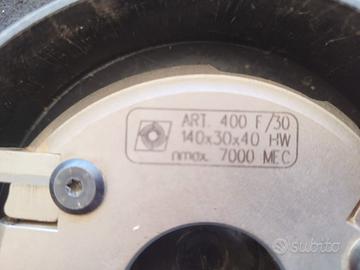 ART. 400 F/30
140x30x40 HW
nmax. 7000 MEC
subito